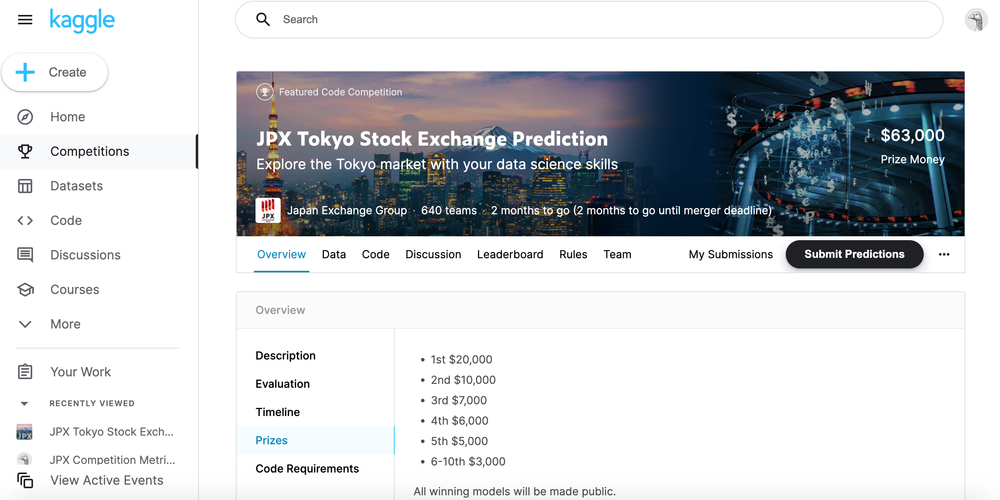 kaggle
Search
Create
Home
Competitions
Datasets
Code
Discussions
Courses
More
Your Work
RECENTLY VIEWED
JPX Tokyo Stock Exch...
JPX Competition Metri...
View Active Events
Featured Code Competition
JPX Tokyo Stock Exchange Prediction
Explore the Tokyo market with your data science skills
$63,000
Prize Money
JPX
Japan Exchange Group · 640 teams · 2 months to go (2 months to go until merger deadline)
Overview Data Code Discussion Leaderboard Rules Team My Submissions Submit Predictions
Overview
Description
Evaluation
Timeline
Prizes
Code Requirements
• 1st $20,000
• 2nd $10,000
• 3rd $7,000
• 4th $6,000
• 5th $5,000
• 6-10th $3,000
All winning models will be made public.